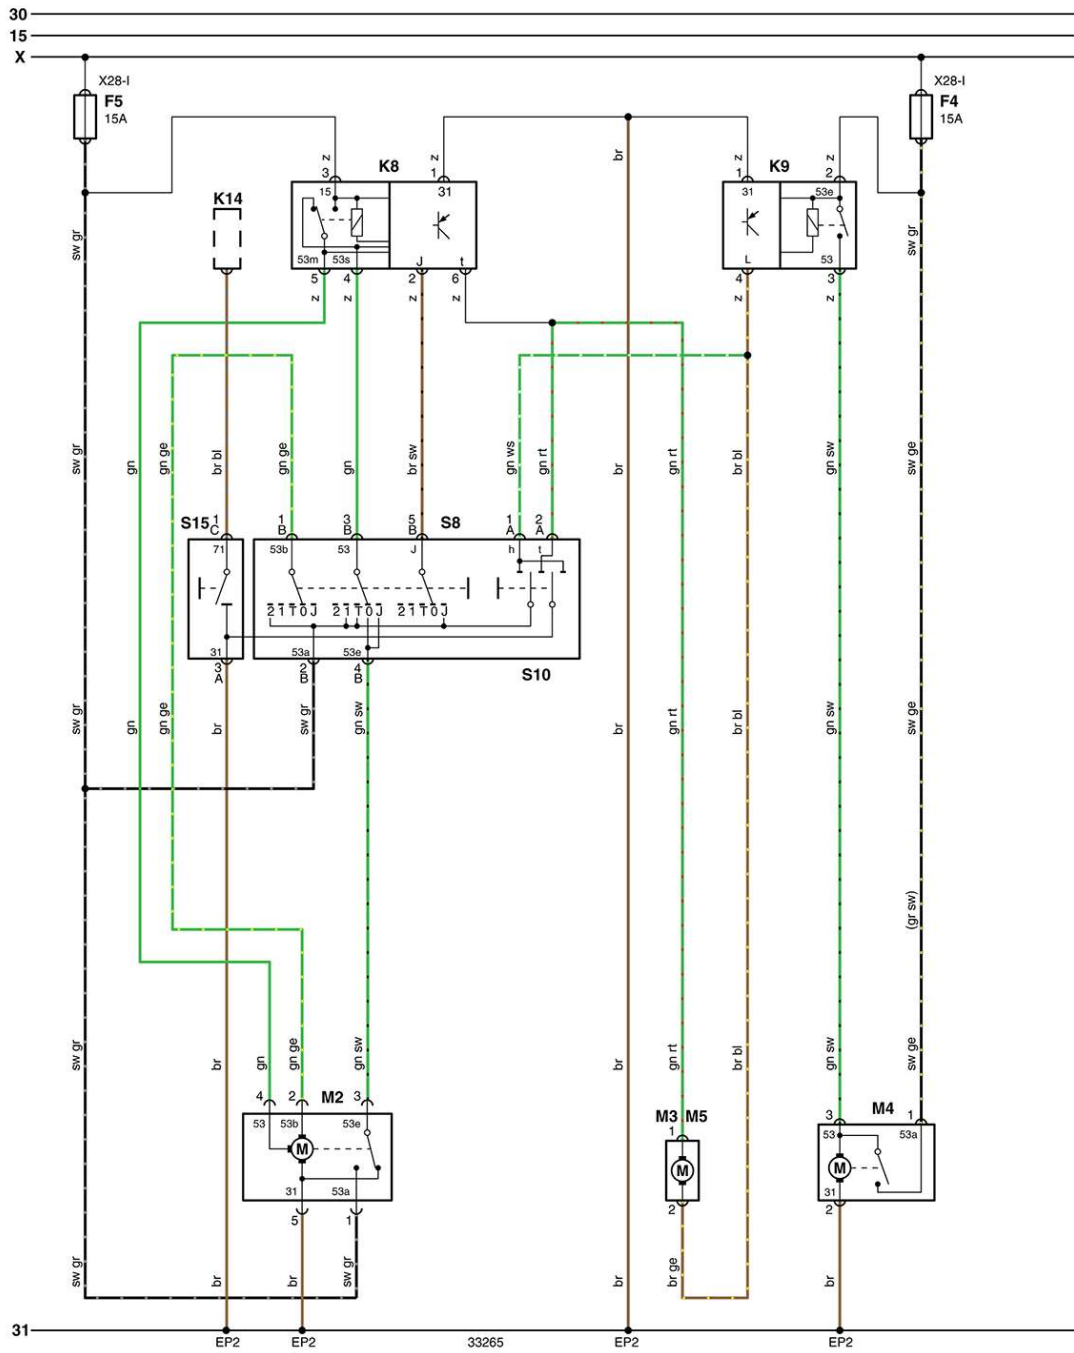 30
15
X
X28-I
X28-I
F5
F4
15A
15A
br
z
K8
z
z
K9
z
3
1
1
2
K14
15
31
31
53e
sw gr
sw gr
53m
53s
J
t
L
53
5
4
2
6
4
3
z
z
z
z
z
sw gr
gn
gn ge
br bl
gn ge
gn
br sw
gn ws
gn rt
br
gn rt
br bl
gn sw
sw ge
S15
1
C
1
B
3
B
5
B
S8
1
A
2
A
71
53b
53
J
h
t
2 1 T 0 J
2 1 T 0 J
2 1 T 0 J
31
53a
53e
3
A
2
B
4
B
S10
sw gr
gn
gn ge
br
sw gr
gn sw
br
gn rt
br bl
gn sw
sw ge
(gr sw)
sw gr
br
gn
gn ge
gn sw
br
gn rt
br bl
gn sw
sw ge
4
2
M2
3
M3
M5
3
M4
1
53
53b
53e
1
53
53a
M
M
M
31
53a
31
5
1
2
2
sw gr
br
br
sw gr
br
br ge
br
31
EP2
EP2
33265
EP2
EP2